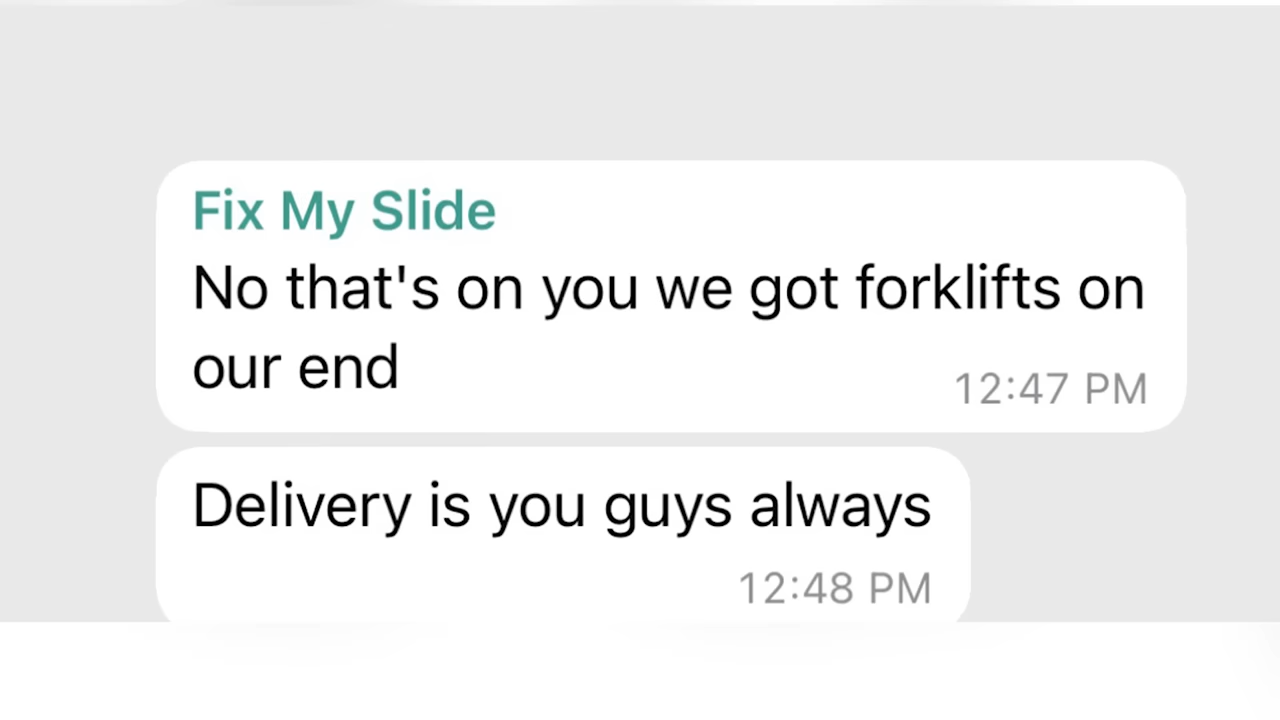 Fix My Slide
No that's on you we got forklifts on
our end
12:47 PM
Delivery is you guys always
12:48 PM